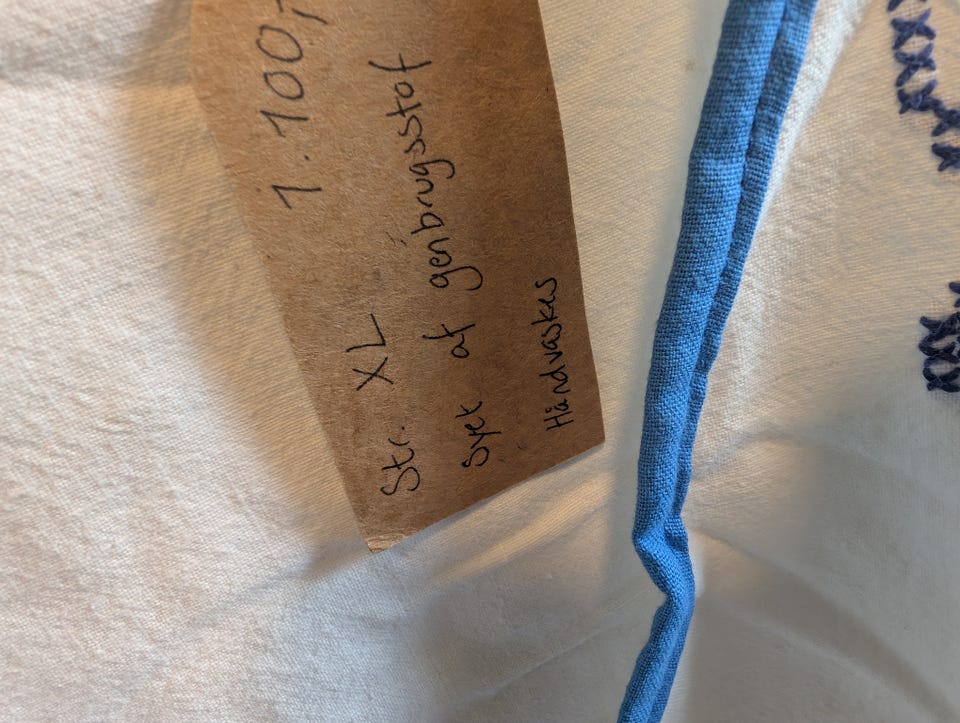 1.100,-
Str. XL
Syet af genbrugsstof
Håndvaskes